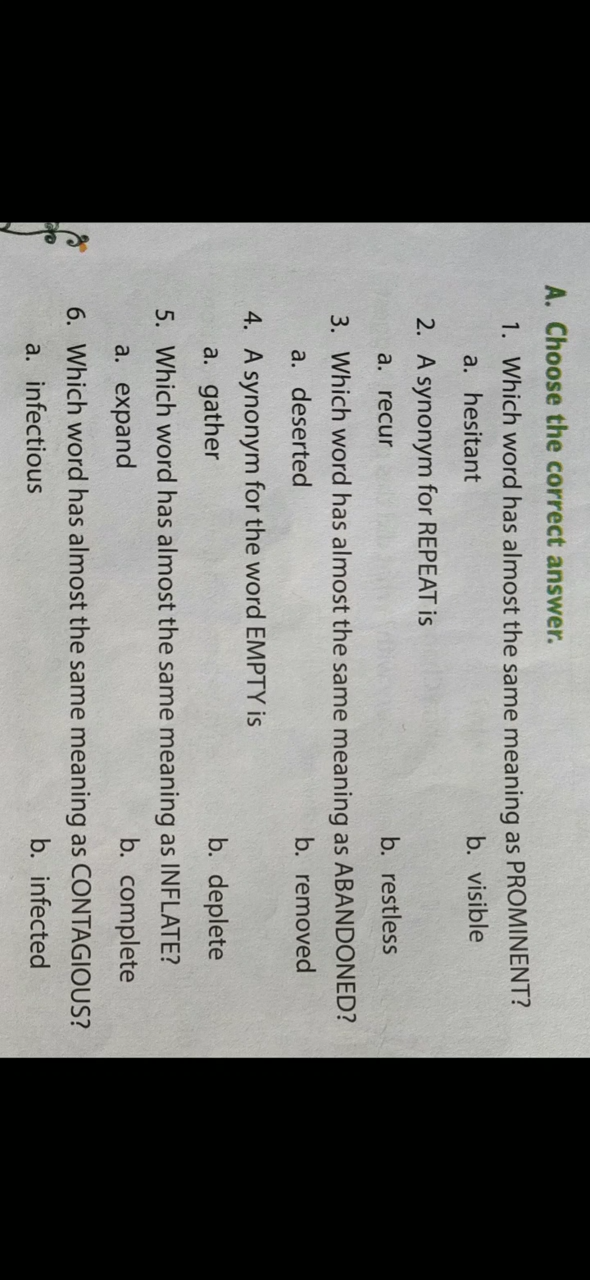 A. Choose the correct answer.
1. Which word has almost the same meaning as PROMINENT?
a. hesitant b. visible
2. A synonym for REPEAT is
a. recur b. restless
3. Which word has almost the same meaning as ABANDONED?
a. deserted b. removed
4. A synonym for the word EMPTY is
a. gather b. deplete
5. Which word has almost the same meaning as INFLATE?
a. expand b. complete
6. Which word has almost the same meaning as CONTAGIOUS?
a. infectious b. infected